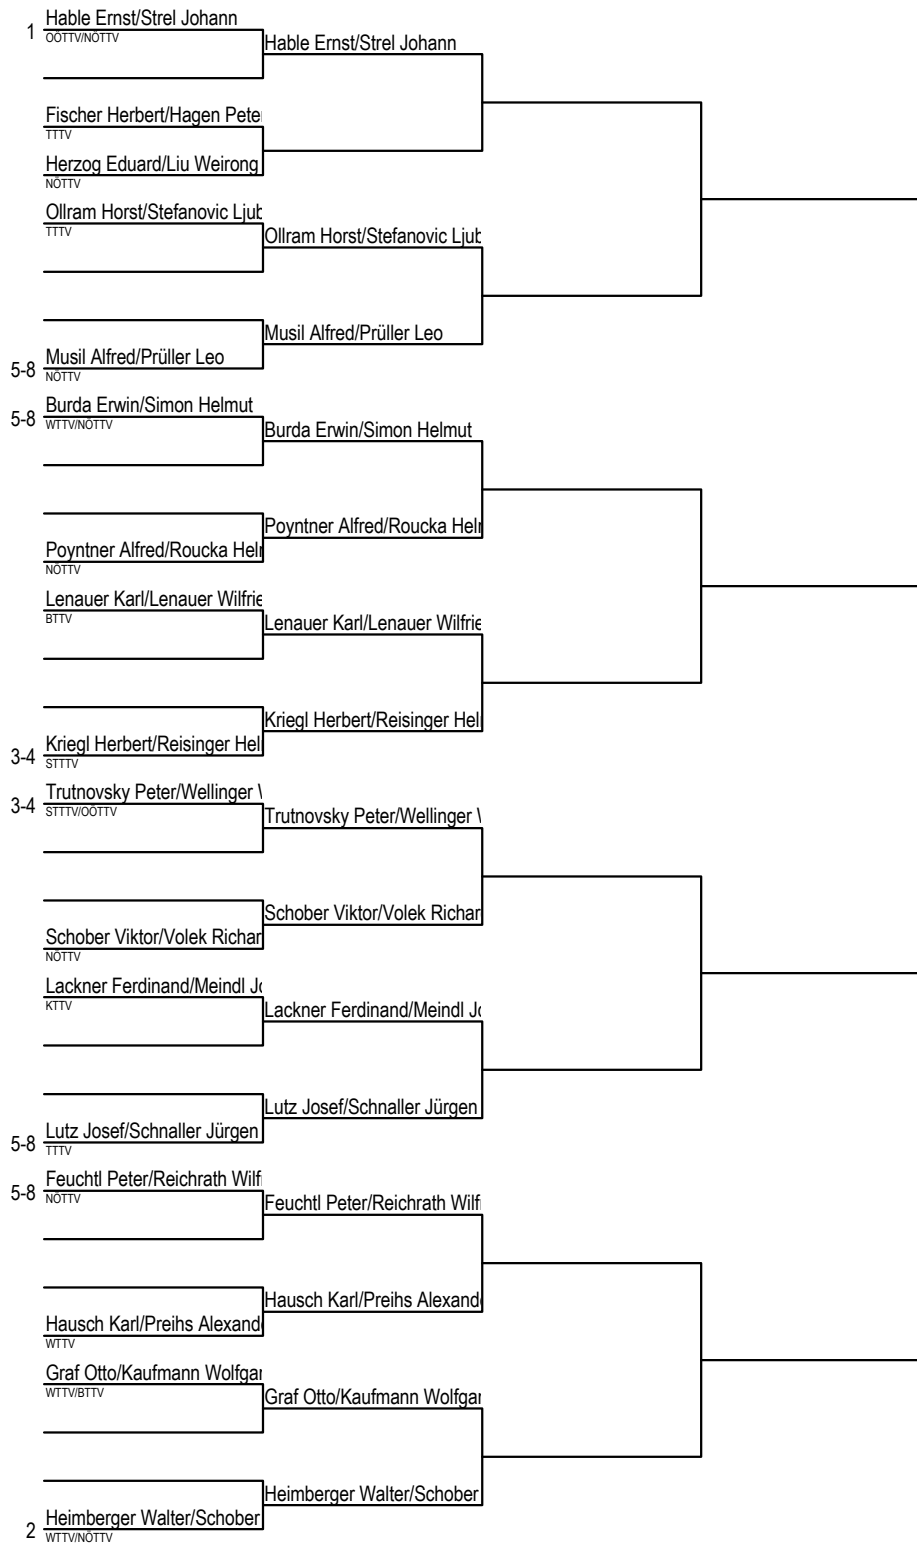 Hable Ernst/Strel Johann
1
OÖTTV/NÖTTV
Hable Ernst/Strel Johann
Fischer Herbert/Hagen Pete
TTTV
Herzog Eduard/Liu Weirong
NÖTTV
Ollram Horst/Stefanovic Ljub
TTTV
Ollram Horst/Stefanovic Ljub
Musil Alfred/Prüller Leo
Musil Alfred/Prüller Leo
5-8
NÖTTV
Burda Erwin/Simon Helmut
5-8
WTTV/NÖTTV
Burda Erwin/Simon Helmut
Poyntner Alfred/Roucka Hel
Poyntner Alfred/Roucka Hel
NÖTTV
Lenauer Karl/Lenauer Wilfrie
BTTV
Lenauer Karl/Lenauer Wilfrie
Kriegl Herbert/Reisinger Hel
Kriegl Herbert/Reisinger Hel
3-4
STTTV
Trutnovsky Peter/Wellinger
3-4
STTTV/OÖTTV
Trutnovsky Peter/Wellinger
Schober Viktor/Volek Richar
Schober Viktor/Volek Richar
NÖTTV
Lackner Ferdinand/Meindl Jo
KTTV
Lackner Ferdinand/Meindl Jo
Lutz Josef/Schnaller Jürgen
Lutz Josef/Schnaller Jürgen
5-8
TTTV
Feuchtl Peter/Reichrath Wilf
5-8
NÖTTV
Feuchtl Peter/Reichrath Wilf
Hausch Karl/Preihs Alexand
Hausch Karl/Preihs Alexand
WTTV
Graf Otto/Kaufmann Wolfgan
WTTV/BTTV
Graf Otto/Kaufmann Wolfgan
Heimberger Walter/Schober
Heimberger Walter/Schober
2
WTTV/NÖTTV